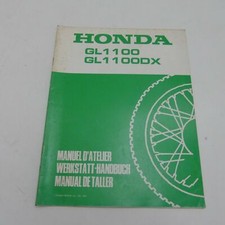 HONDA
GL1100
GL1100DX
MANUEL D'ATELIER
WERKSTATT-HANDBUCH
MANUAL DE TALLER